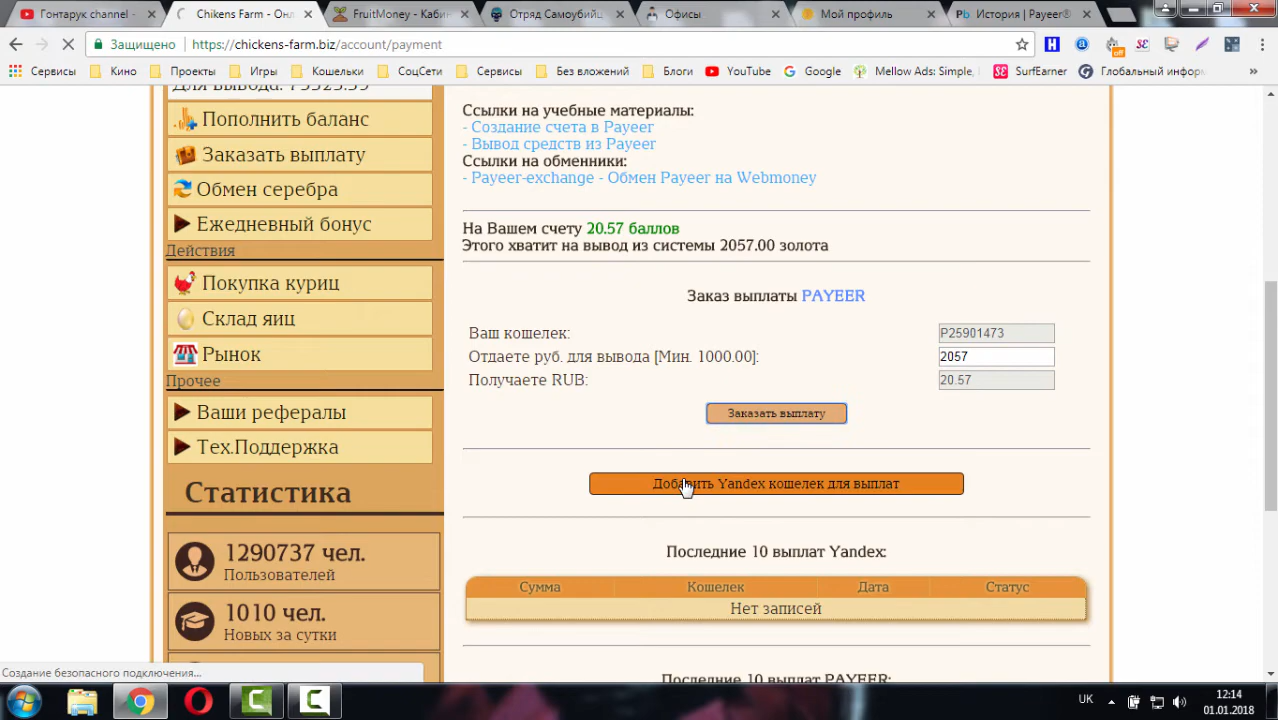 Гонтарук channel -
Chikens Farm - Онл
FruitMoney - Кабин
Отряд Самоубийц
Офисы
Мой профиль
История | Payeer®
Защищено
https://chickens-farm.biz/account/payment
Сервисы
Кино
Проекты
Игры
Кошельки
СоцСети
Сервисы
Без вложений
Блоги
YouTube
Google
Mellow Ads: Simple,
SurfEarner
Глобальный инфор
Для вывода:
Пополнить баланс
Заказать выплату
Обмен серебра
Ежедневный бонус
Действия
Покупка куриц
Склад яиц
Рынок
Прочее
Ваши рефералы
Тех.Поддержка
Статистика
1290737 чел.
Пользователей
1010 чел.
Новых за сутки
Ссылки на учебные материалы:
- Создание счета в Payeer
- Вывод средств из Payeer
Ссылки на обменники:
- Payeer-exchange - Обмен Payeer на Webmoney
На Вашем счету 20.57 баллов
Этого хватит на вывод из системы 2057.00 золота
Заказ выплаты PAYEER
Ваш кошелек: P25901473
Отдаете руб. для вывода [Мин. 1000.00]: 2057
Получаете RUB: 20.57
Заказать выплату
Добавить Yandex кошелек для выплат
Последние 10 выплат Yandex:
Сумма Кошелек Дата Статус
Нет записей
Последние 10 выплат PAYEER:
Создание безопасного подключения...
UK
12:14
01.01.2018